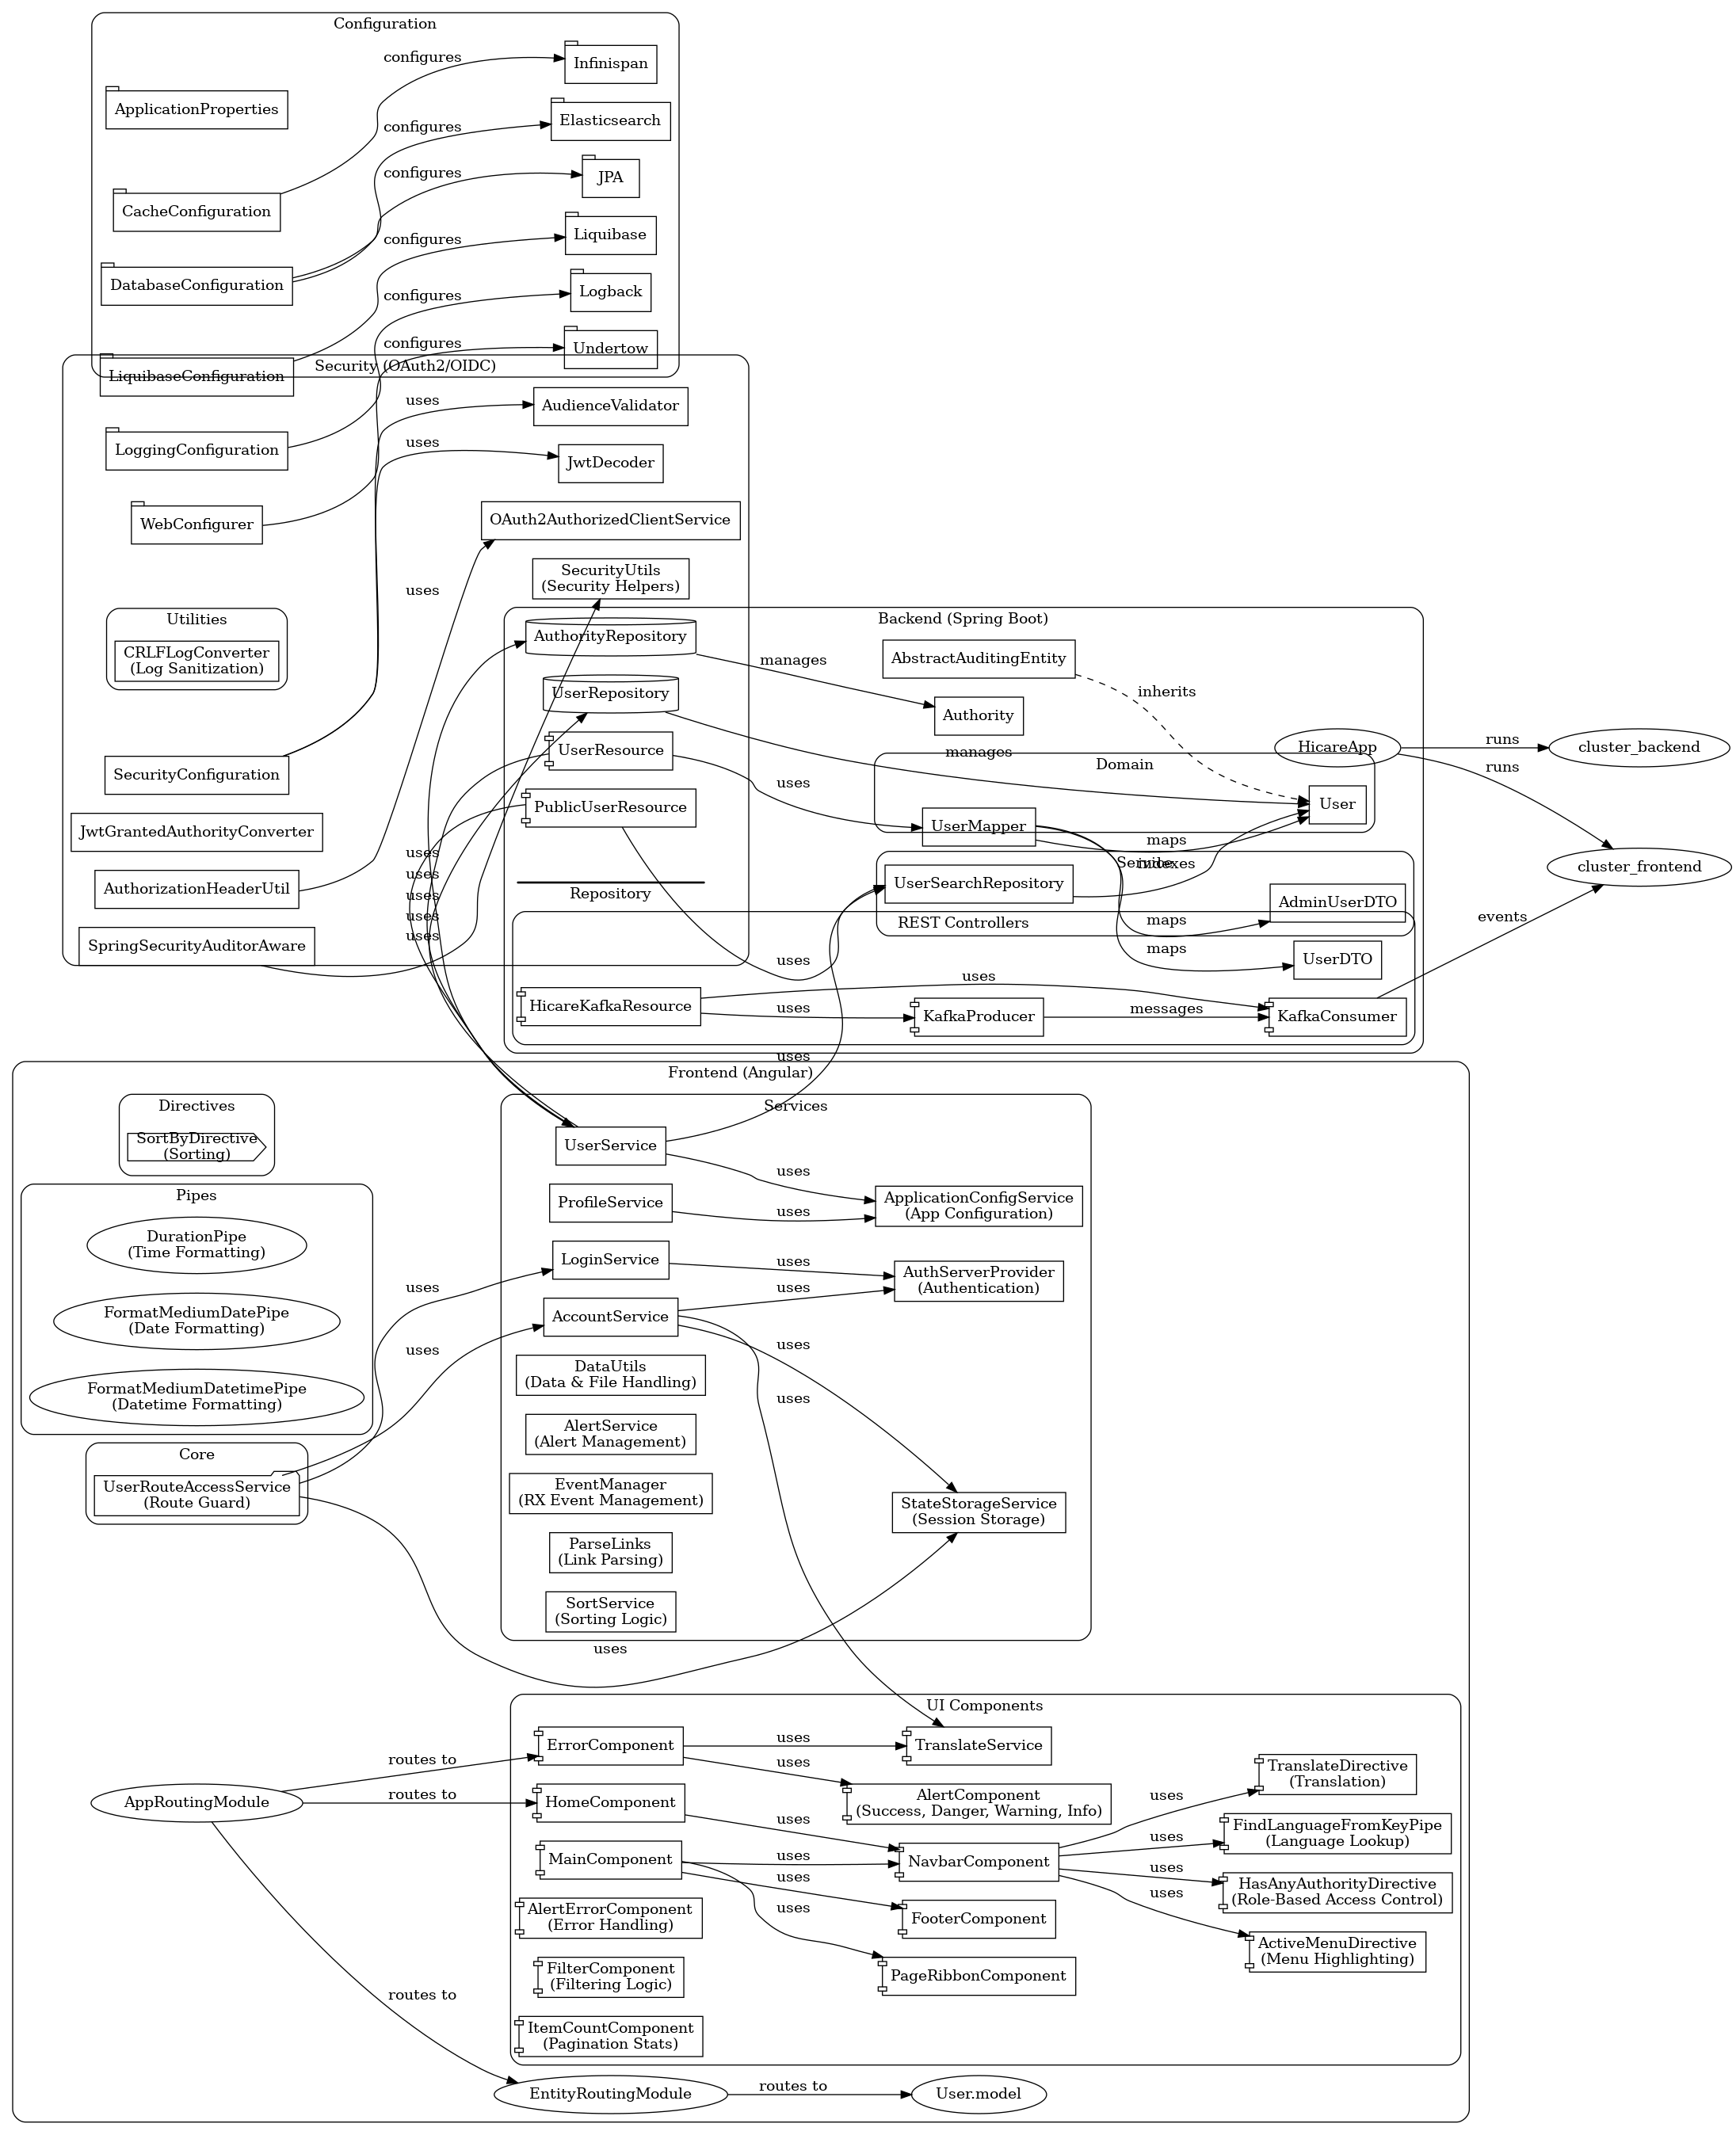 Configuration
configures
Infinispan
ApplicationProperties
configures
Elasticsearch
configures
JPA
CacheConfiguration
configures
Liquibase
DatabaseConfiguration
configures
Logback
configures
Undertow
Security (OAuth2/OIDC)
LiquibaseConfiguration
uses
AudienceValidator
LoggingConfiguration
uses
JwtDecoder
WebConfigurer
OAuth2AuthorizedClientService
uses
SecurityUtils
(Security Helpers)
Utilities
CRLFLogConverter
(Log Sanitization)
Backend (Spring Boot)
AuthorityRepository
manages
AbstractAuditingEntity
UserRepository
inherits
Authority
UserResource
manages
HicareApp
runs
cluster_backend
SecurityConfiguration
Domain
runs
uses
PublicUserResource
User
JwtGrantedAuthorityConverter
UserMapper
maps
uses
Service
indexes
cluster_frontend
uses
AuthorizationHeaderUtil
Repository
UserSearchRepository
uses
AdminUserDTO
uses
REST Controllers
maps
events
uses
SpringSecurityAuditorAware
maps
uses
UserDTO
uses
HicareKafkaResource
uses
KafkaProducer
messages
KafkaConsumer
uses
Frontend (Angular)
Directives
Services
SortByDirective
(Sorting)
UserService
uses
Pipes
ProfileService
uses
ApplicationConfigService
(App Configuration)
DurationPipe
(Time Formatting)
LoginService
uses
AuthServerProvider
(Authentication)
uses
uses
FormatMediumDatePipe
(Date Formatting)
AccountService
uses
uses
DataUtils
(Data & File Handling)
uses
FormatMediumDatetimePipe
(Datetime Formatting)
AlertService
(Alert Management)
Core
UserRouteAccessService
(Route Guard)
EventManager
(RX Event Management)
StateStorageService
(Session Storage)
ParseLinks
(Link Parsing)
SortService
(Sorting Logic)
uses
UI Components
routes to
ErrorComponent
uses
TranslateService
uses
TranslateDirective
(Translation)
AppRoutingModule
routes to
HomeComponent
AlertComponent
(Success, Danger, Warning, Info)
uses
uses
uses
FindLanguageFromKeyPipe
(Language Lookup)
MainComponent
uses
NavbarComponent
uses
uses
HasAnyAuthorityDirective
(Role-Based Access Control)
uses
AlertErrorComponent
(Error Handling)
uses
FooterComponent
ActiveMenuDirective
(Menu Highlighting)
FilterComponent
(Filtering Logic)
PageRibbonComponent
routes to
ItemCountComponent
(Pagination Stats)
EntityRoutingModule
routes to
User.model